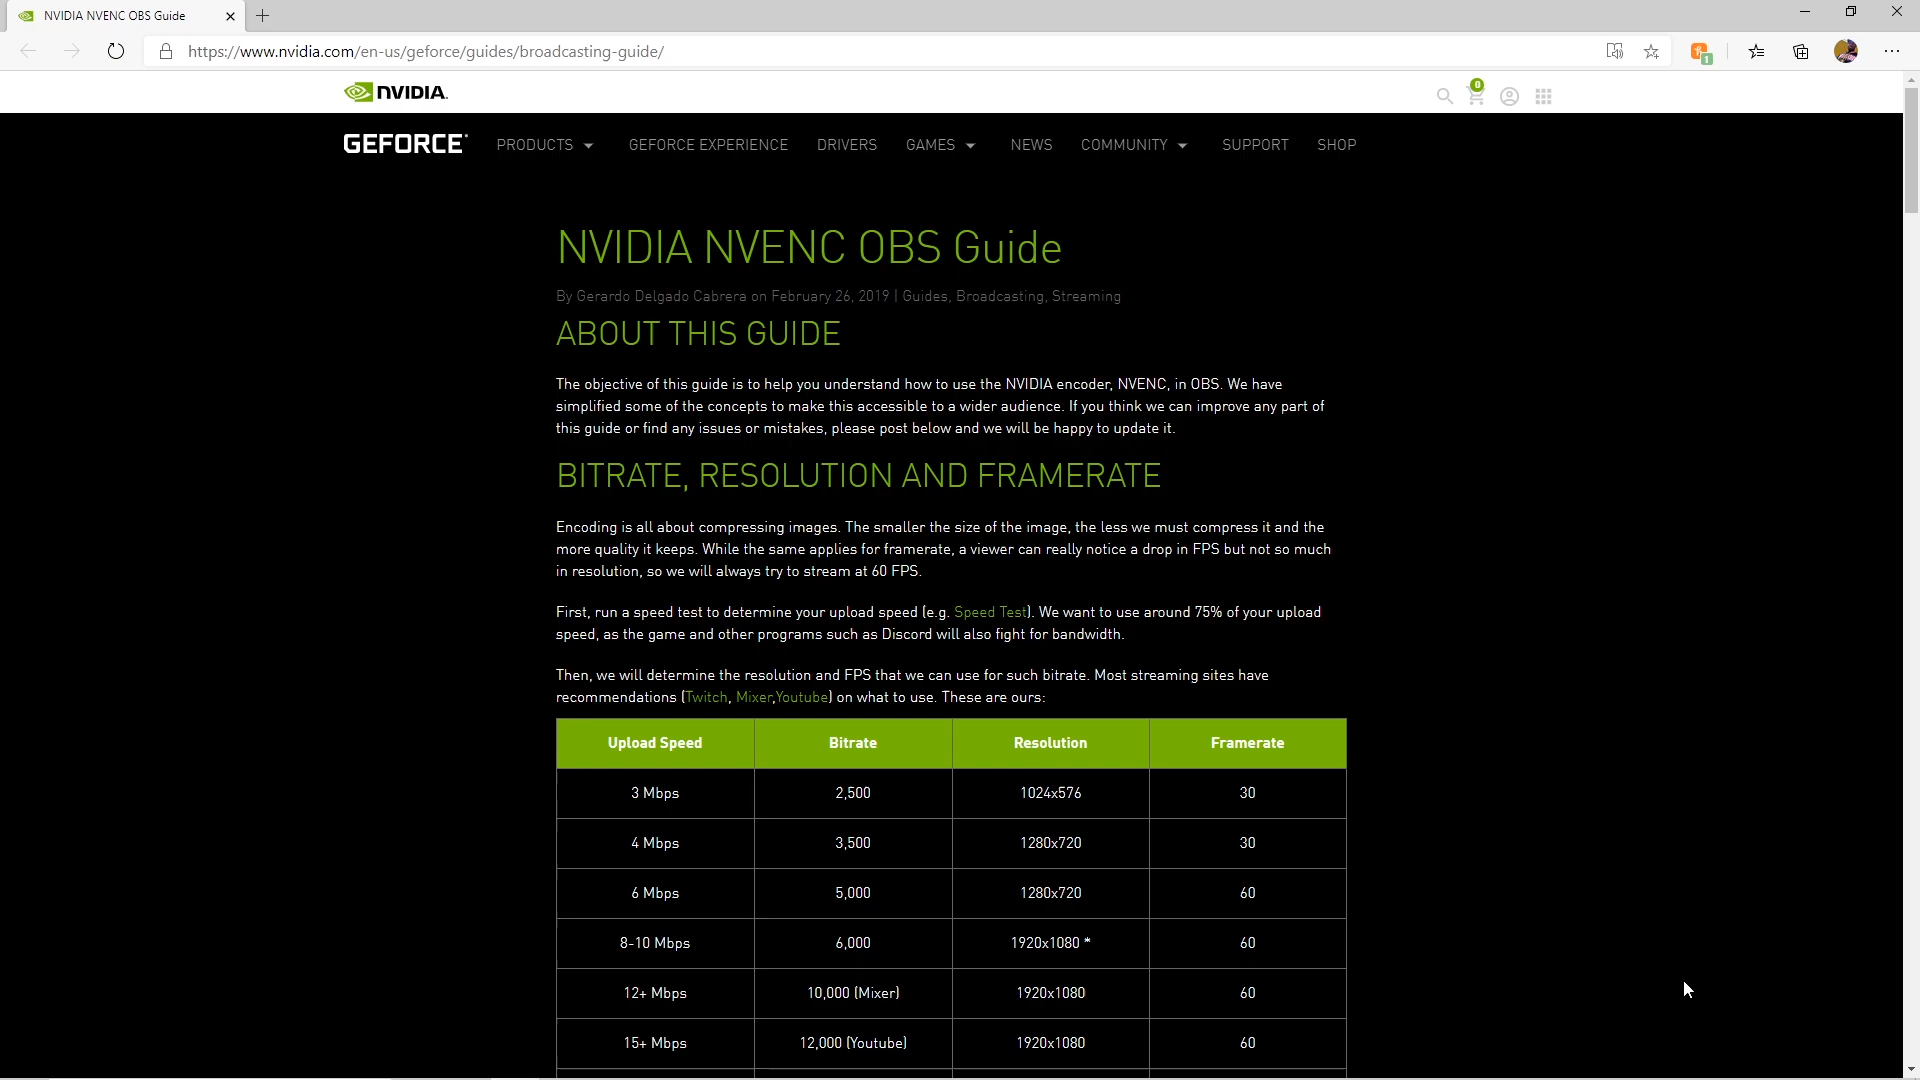 NVIDIA NVENC OBS Guide
https://www.nvidia.com/en-us/geforce/guides/broadcasting-guide/
1
NVIDIA.
0
GEFORCE
PRODUCTS
GEFORCE EXPERIENCE
DRIVERS
GAMES
NEWS
COMMUNITY
SUPPORT
SHOP
NVIDIA NVENC OBS Guide
By Gerardo Delgado Cabrera on February 26, 2019 | Guides, Broadcasting, Streaming
ABOUT THIS GUIDE
The objective of this guide is to help you understand how to use the NVIDIA encoder, NVENC, in OBS. We have
simplified some of the concepts to make this accessible to a wider audience. If you think we can improve any part of
this guide or find any issues or mistakes, please post below and we will be happy to update it.
BITRATE, RESOLUTION AND FRAMERATE
Encoding is all about compressing images. The smaller the size of the image, the less we must compress it and the
more quality it keeps. While the same applies for framerate, a viewer can really notice a drop in FPS but not so much
in resolution, so we will always try to stream at 60 FPS.
First, run a speed test to determine your upload speed (e.g. Speed Test). We want to use around 75% of your upload
speed, as the game and other programs such as Discord will also fight for bandwidth.
Then, we will determine the resolution and FPS that we can use for such bitrate. Most streaming sites have
recommendations (Twitch, Mixer,Youtube) on what to use. These are ours:
Upload Speed Bitrate Resolution Framerate
3 Mbps 2,500 1024x576 30
4 Mbps 3,500 1280x720 30
6 Mbps 5,000 1280x720 60
8-10 Mbps 6,000 1920x1080 * 60
12+ Mbps 10,000 (Mixer) 1920x1080 60
15+ Mbps 12,000 (Youtube) 1920x1080 60